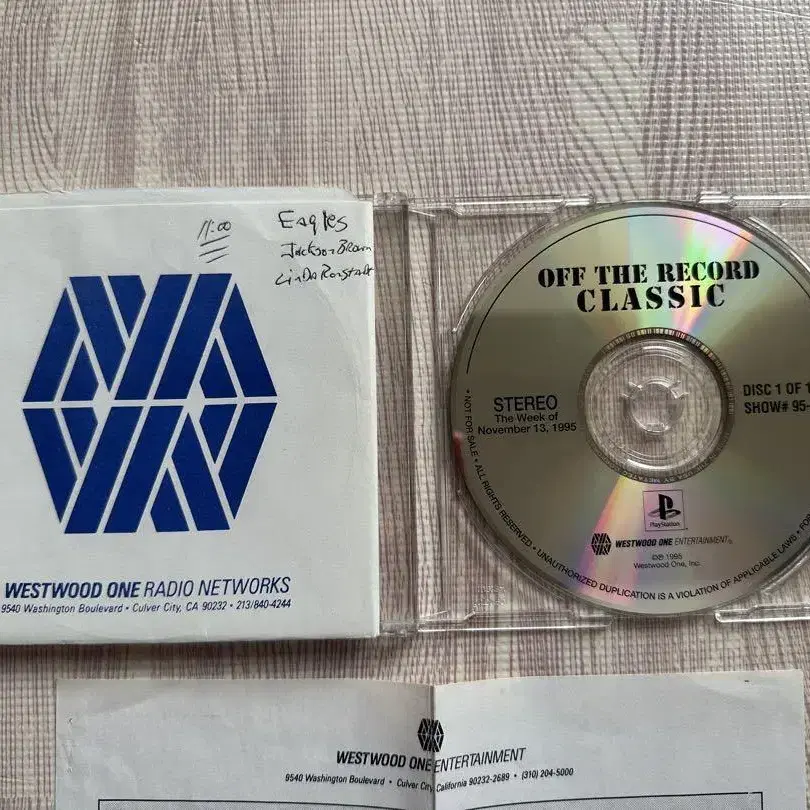 11:00
Eagles
Jackson Brown
Linda Ronstadt
WESTWOOD ONE RADIO NETWORKS
9540 Washington Boulevard • Culver City, CA 90232 • 213/840-4244
OFF THE RECORD
CLASSIC
STEREO
The Week of
November 13, 1995
DISC 1 OF 1
SHOW# 95-
PlayStation
WESTWOOD ONE ENTERTAINMENT
©℗ 1995
Westwood One, Inc.
• NOT FOR SALE • ALL RIGHTS RESERVED • UNAUTHORIZED DUPLICATION IS A VIOLATION OF APPLICABLE LAWS • FOR
WESTWOOD ONE ENTERTAINMENT
9540 Washington Boulevard • Culver City, California 90232-2689 • (310) 204-5000